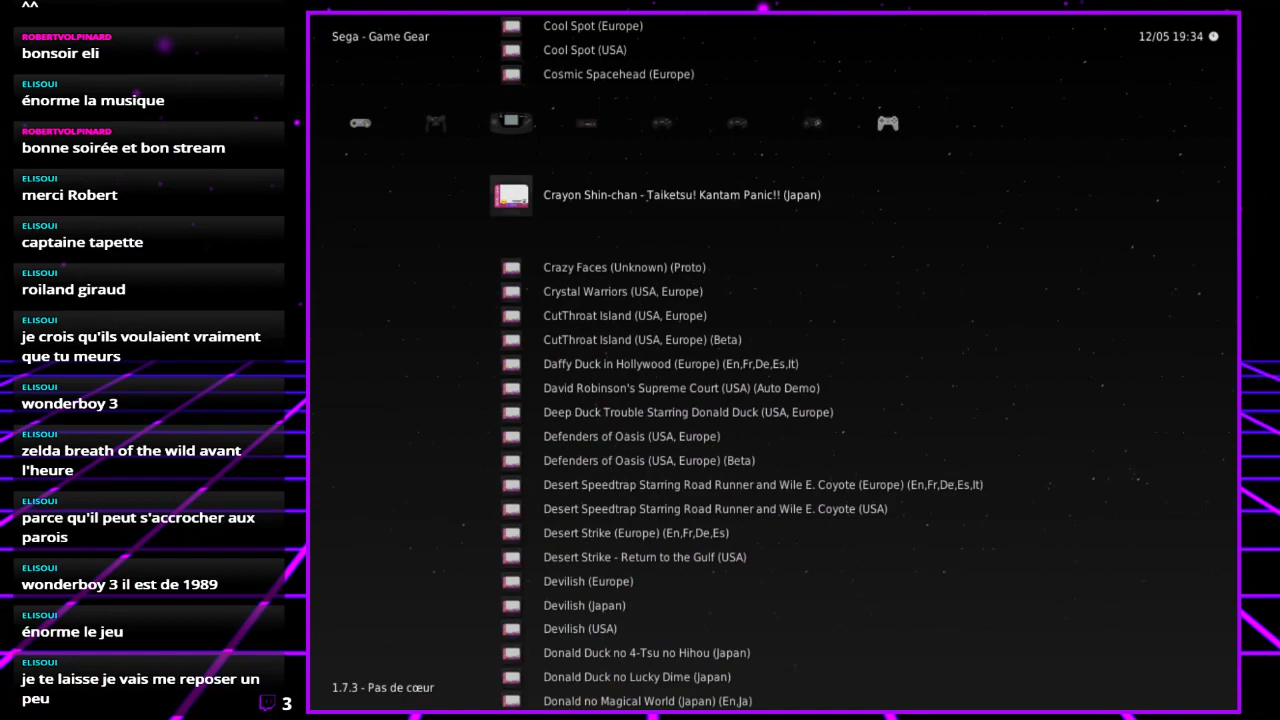 ^^
ROBERTVOLPINARD
bonsoir eli
ELISOUI
énorme la musique
ROBERTVOLPINARD
bonne soirée et bon stream
ELISOUI
merci Robert
ELISOUI
captaine tapette
ELISOUI
roiland giraud
ELISOUI
je crois qu'ils voulaient vraiment
que tu meurs
ELISOUI
wonderboy 3
ELISOUI
zelda breath of the wild avant
l'heure
ELISOUI
parce qu'il peut s'accrocher aux
parois
ELISOUI
wonderboy 3 il est de 1989
ELISOUI
énorme le jeu
ELISOUI
je te laisse je vais me reposer un
peu
3
Sega - Game Gear
12/05 19:34
Cool Spot (Europe)
Cool Spot (USA)
Cosmic Spacehead (Europe)
Crayon Shin-chan - Taiketsu! Kantam Panic!! (Japan)
Crazy Faces (Unknown) (Proto)
Crystal Warriors (USA, Europe)
CutThroat Island (USA, Europe)
CutThroat Island (USA, Europe) (Beta)
Daffy Duck in Hollywood (Europe) (En,Fr,De,Es,It)
David Robinson's Supreme Court (USA) (Auto Demo)
Deep Duck Trouble Starring Donald Duck (USA, Europe)
Defenders of Oasis (USA, Europe)
Defenders of Oasis (USA, Europe) (Beta)
Desert Speedtrap Starring Road Runner and Wile E. Coyote (Europe) (En,Fr,De,Es,It)
Desert Speedtrap Starring Road Runner and Wile E. Coyote (USA)
Desert Strike (Europe) (En,Fr,De,Es)
Desert Strike - Return to the Gulf (USA)
Devilish (Europe)
Devilish (Japan)
Devilish (USA)
Donald Duck no 4-Tsu no Hihou (Japan)
Donald Duck no Lucky Dime (Japan)
Donald no Magical World (Japan) (En,Ja)
1.7.3 - Pas de cœur